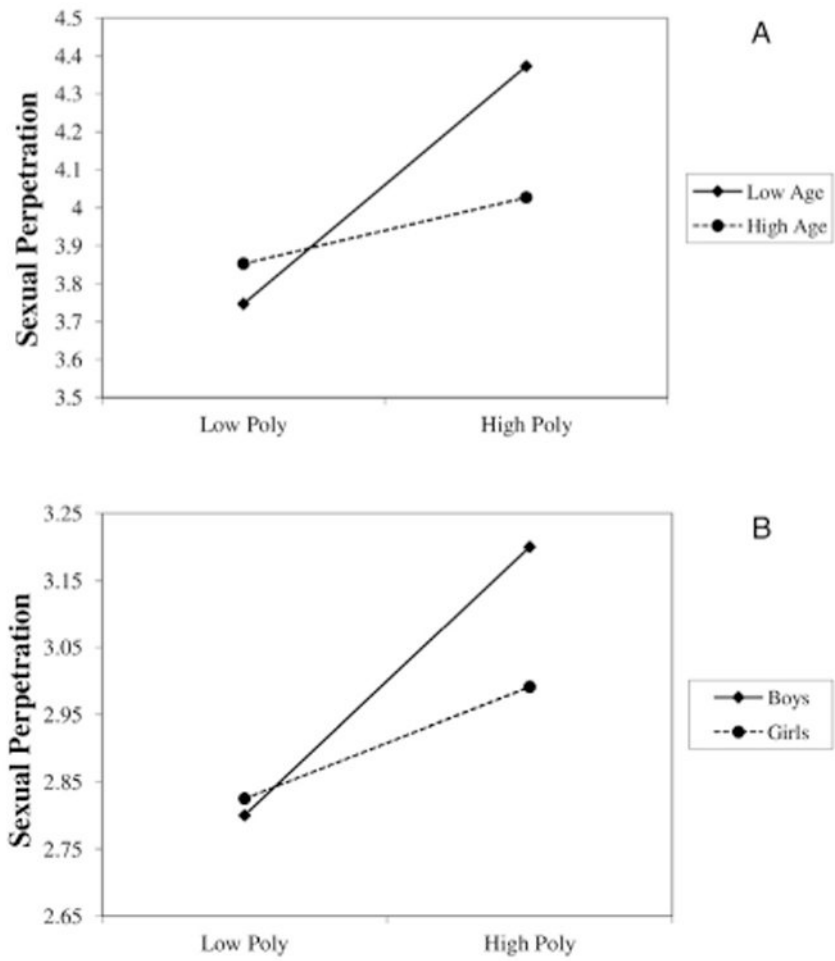 A
4.5
4.4
4.3
4.2
4.1
4
3.9
3.8
3.7
3.6
3.5
Sexual Perpetration
Low Poly
High Poly
Low Age
High Age
B
3.25
3.15
3.05
2.95
2.85
2.75
2.65
Sexual Perpetration
Low Poly
High Poly
Boys
Girls